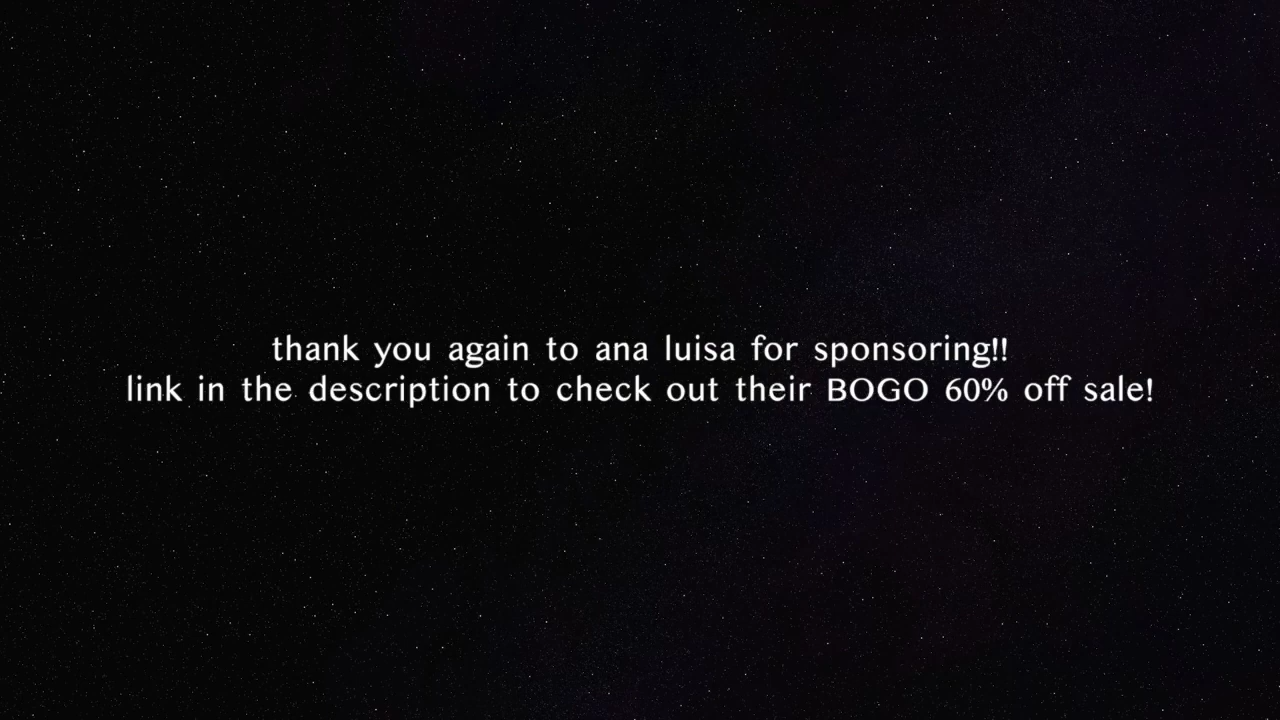 thank you again to ana luisa for sponsoring!!
link in the description to check out their BOGO 60% off sale!